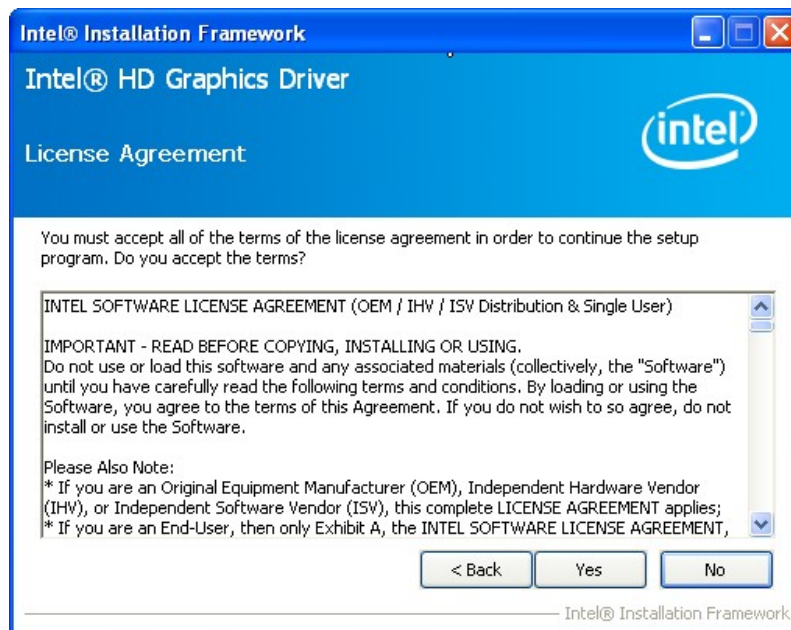 Intel® Installation Framework
Intel® HD Graphics Driver
intel
License Agreement
You must accept all of the terms of the license agreement in order to continue the setup
program. Do you accept the terms?
INTEL SOFTWARE LICENSE AGREEMENT (OEM / IHV / ISV Distribution & Single User)
IMPORTANT - READ BEFORE COPYING, INSTALLING OR USING.
Do not use or load this software and any associated materials (collectively, the "Software")
until you have carefully read the following terms and conditions. By loading or using the
Software, you agree to the terms of this Agreement. If you do not wish to so agree, do not
install or use the Software.
Please Also Note:
* If you are an Original Equipment Manufacturer (OEM), Independent Hardware Vendor
(IHV), or Independent Software Vendor (ISV), this complete LICENSE AGREEMENT applies;
* If you are an End-User, then only Exhibit A, the INTEL SOFTWARE LICENSE AGREEMENT,
< Back Yes No
Intel® Installation Framework